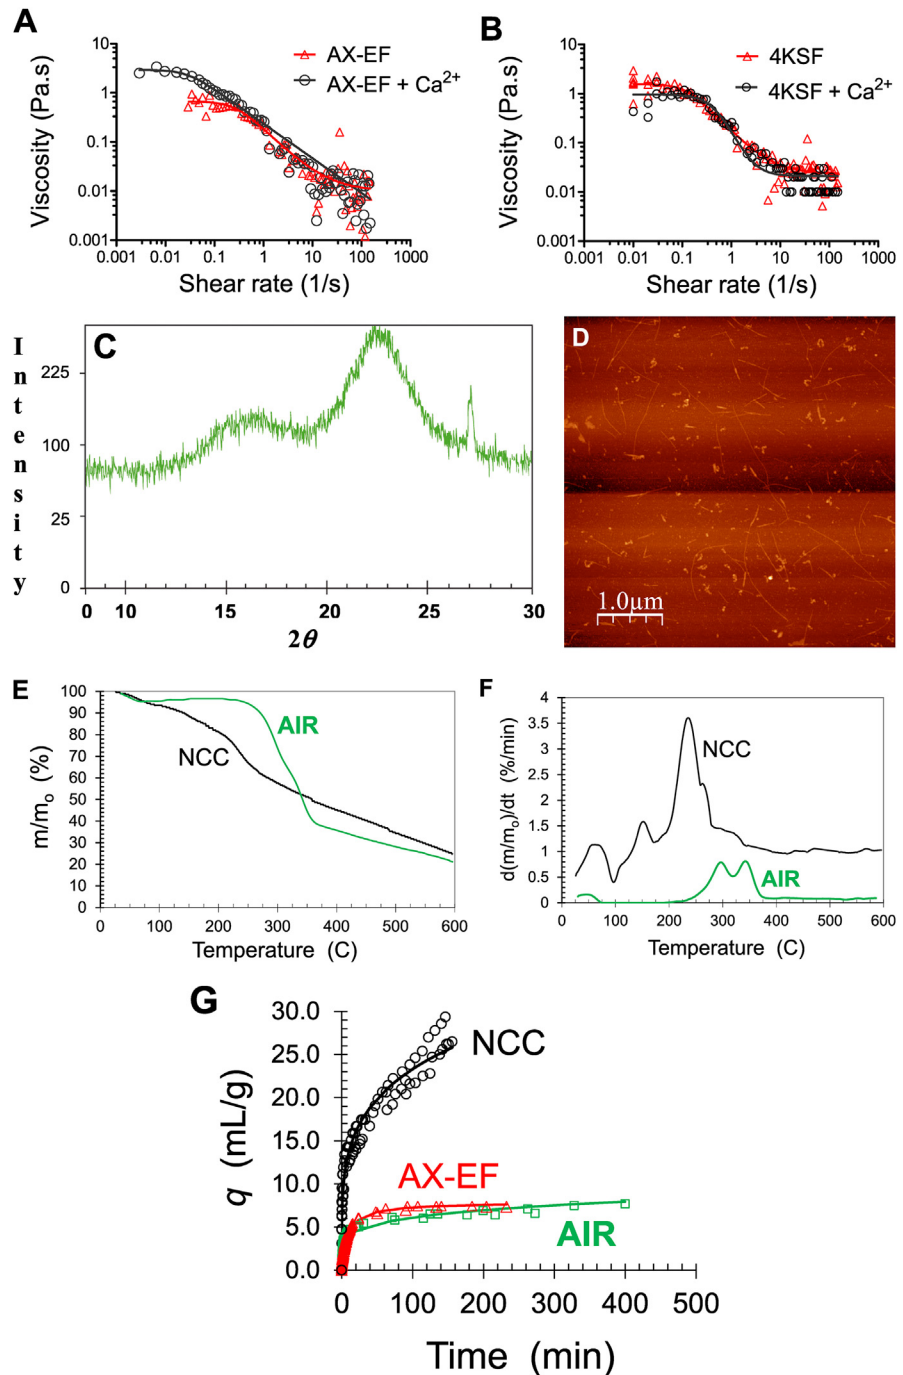 A
Viscosity (Pa.s)
10
1
0.1
0.01
0.001
AX-EF
AX-EF + Ca²⁺
0.001 0.01 0.1 1 10 100 1000
Shear rate (1/s)
B
Viscosity (Pa.s)
10
1
0.1
0.01
0.001
4KSF
4KSF + Ca²⁺
0.001 0.01 0.1 1 10 100 1000
Shear rate (1/s)
C
Intensity
225
100
25
0
0 10 15 20 25 30
2θ
D
1.0µm
E
m/mₒ (%)
100
90
80
70
60
50
40
30
20
10
0
AIR
NCC
0 100 200 300 400 500 600
Temperature (C)
F
d(m/mₒ)/dt (%/min)
4
3.5
3
2.5
2
1.5
1
0.5
0
NCC
AIR
0 100 200 300 400 500 600
Temperature (C)
G
q (mL/g)
30.0
25.0
20.0
15.0
10.0
5.0
0.0
NCC
AX-EF
AIR
0 100 200 300 400 500
Time (min)